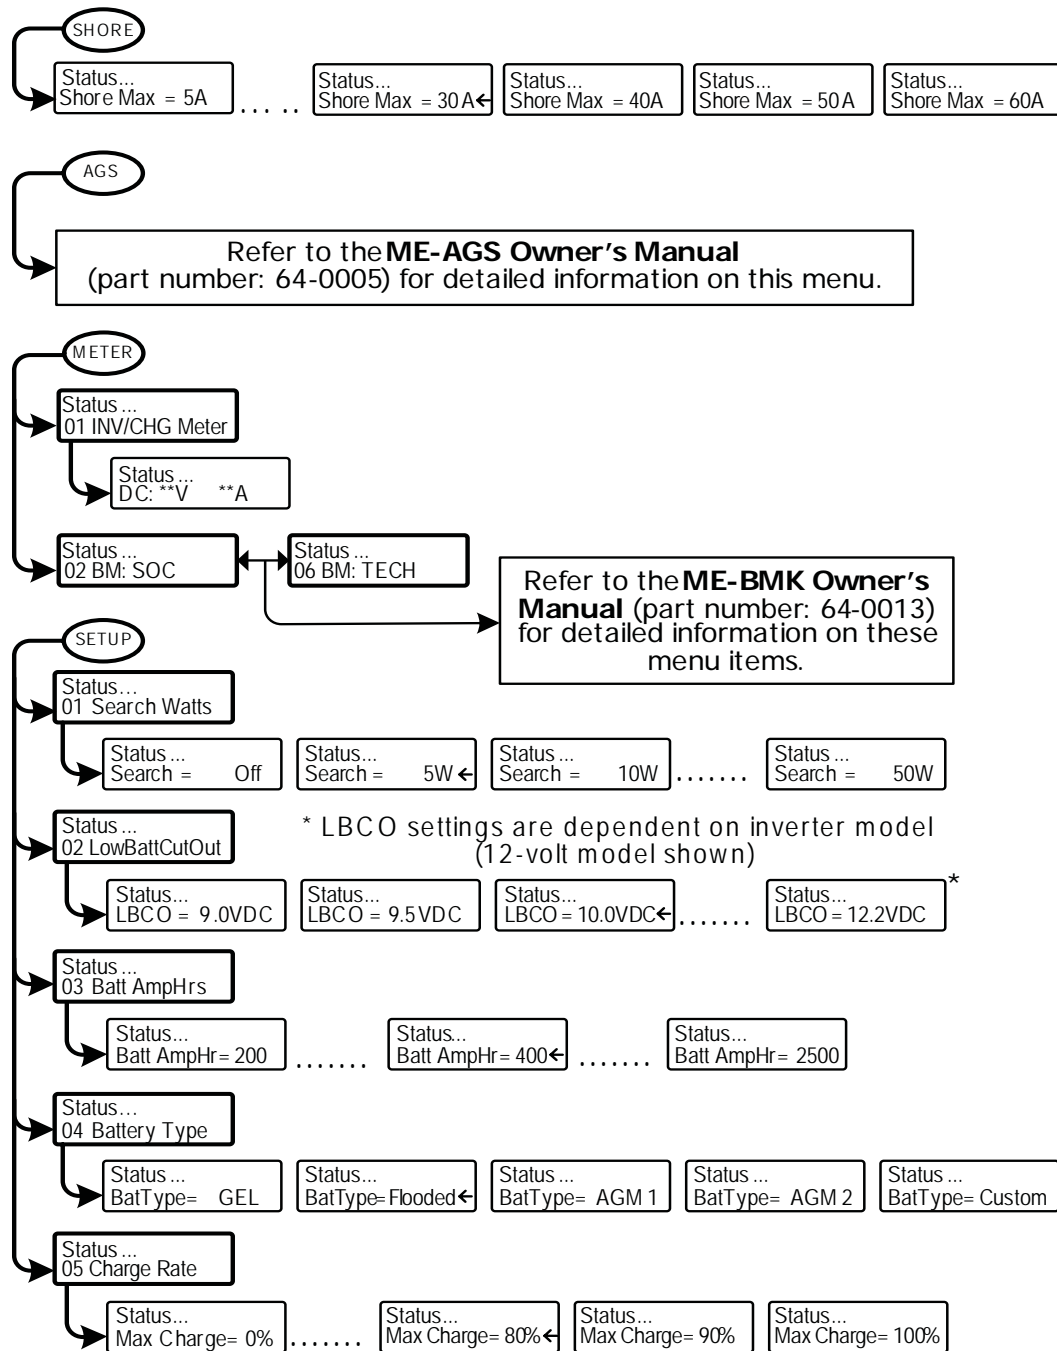 SHORE
Status...
Shore Max = 5A
. . . . .
Status...
Shore Max = 30A←
Status...
Shore Max = 40A
Status...
Shore Max = 50A
Status...
Shore Max = 60A
AGS
Refer to the ME-AGS Owner's Manual
(part number: 64-0005) for detailed information on this menu.
METER
Status...
01 INV/CHG Meter
Status...
DC: **V **A
Status...
02 BM: SOC
Status...
06 BM: TECH
Refer to the ME-BMK Owner's
Manual (part number: 64-0013)
for detailed information on these
menu items.
SETUP
Status...
01 Search Watts
Status...
Search = Off
Status...
Search = 5W←
Status...
Search = 10W
.......
Status...
Search = 50W
Status...
02 LowBattCutOut
* LBCO settings are dependent on inverter model
(12-volt model shown)
Status...
LBCO = 9.0VDC
Status...
LBCO = 9.5VDC
Status...
LBCO = 10.0VDC←
.......
Status...
LBCO = 12.2VDC
*
Status...
03 Batt AmpHrs
Status...
Batt AmpHr= 200
.......
Status...
Batt AmpHr= 400←
.......
Status...
Batt AmpHr= 2500
Status...
04 Battery Type
Status...
BatType= GEL
Status...
BatType=Flooded←
Status...
BatType= AGM 1
Status...
BatType= AGM 2
Status...
BatType= Custom
Status...
05 Charge Rate
Status...
Max Charge= 0%
.......
Status...
Max Charge= 80%←
Status...
Max Charge= 90%
Status...
Max Charge= 100%